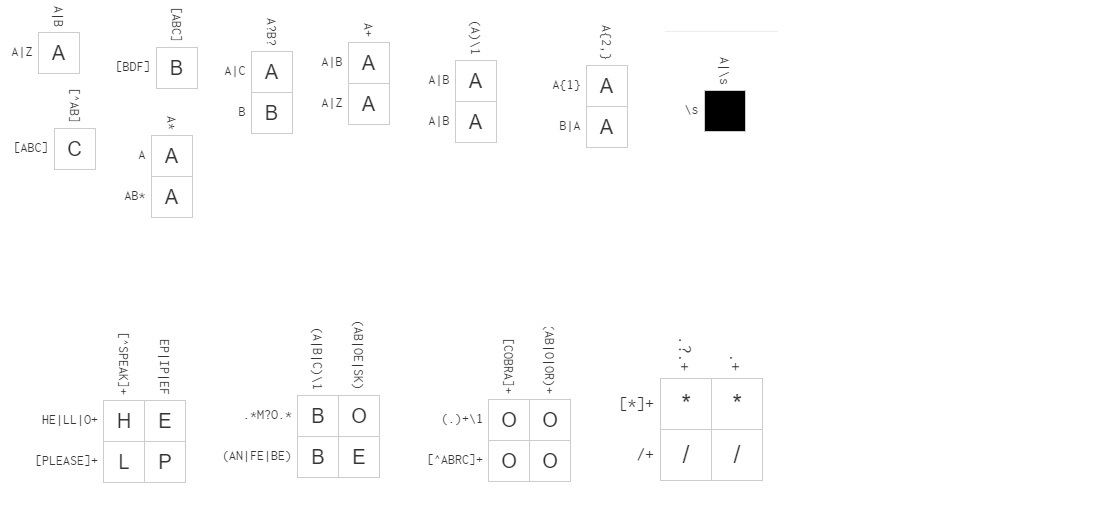 A|B
A|Z A
[ABC]
[BDF] B
A?B?
A|C A
B B
A+
A|B A
A|Z A
(A)\1
A|B A
A|B A
A{2,}
A{1} A
B|A A
A|\s
\s
[^AB]
[ABC] C
A*
A A
AB* A
[^SPEAK]+ EP|IP|EF
HE|LL|O+ H E
[PLEASE]+ L P
(A|B|C)\1 (AB|OE|SK)
.*M?O.* B O
(AN|FE|BE) B E
[COBRA]+ (AB|O|OR)+
(.)+\1 O O
[^ABRC]+ O O
.?.+ .+
[*]+ * *
/+ / /